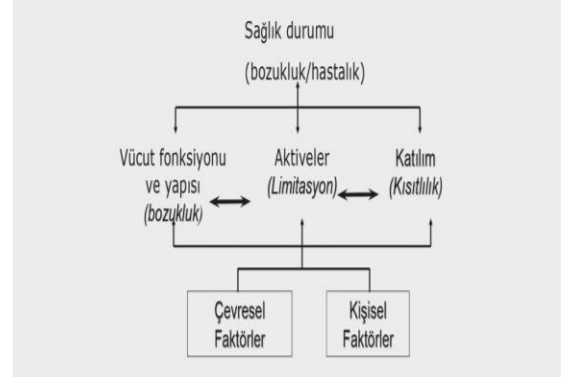 Sağlık durumu
(bozukluk/hastalık)
Vücut fonksiyonu
ve yapısı
(bozukluk)
Aktiveler
(Limitasyon)
Katılım
(Kısıtlılık)
Çevresel
Faktörler
Kişisel
Faktörler